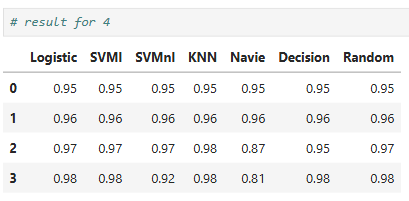 # result for 4
Logistic SVMl SVMnl KNN Navie Decision Random
0 0.95 0.95 0.95 0.95 0.95 0.95 0.95
1 0.96 0.96 0.96 0.96 0.96 0.96 0.96
2 0.97 0.97 0.97 0.98 0.87 0.95 0.97
3 0.98 0.98 0.92 0.98 0.81 0.98 0.98